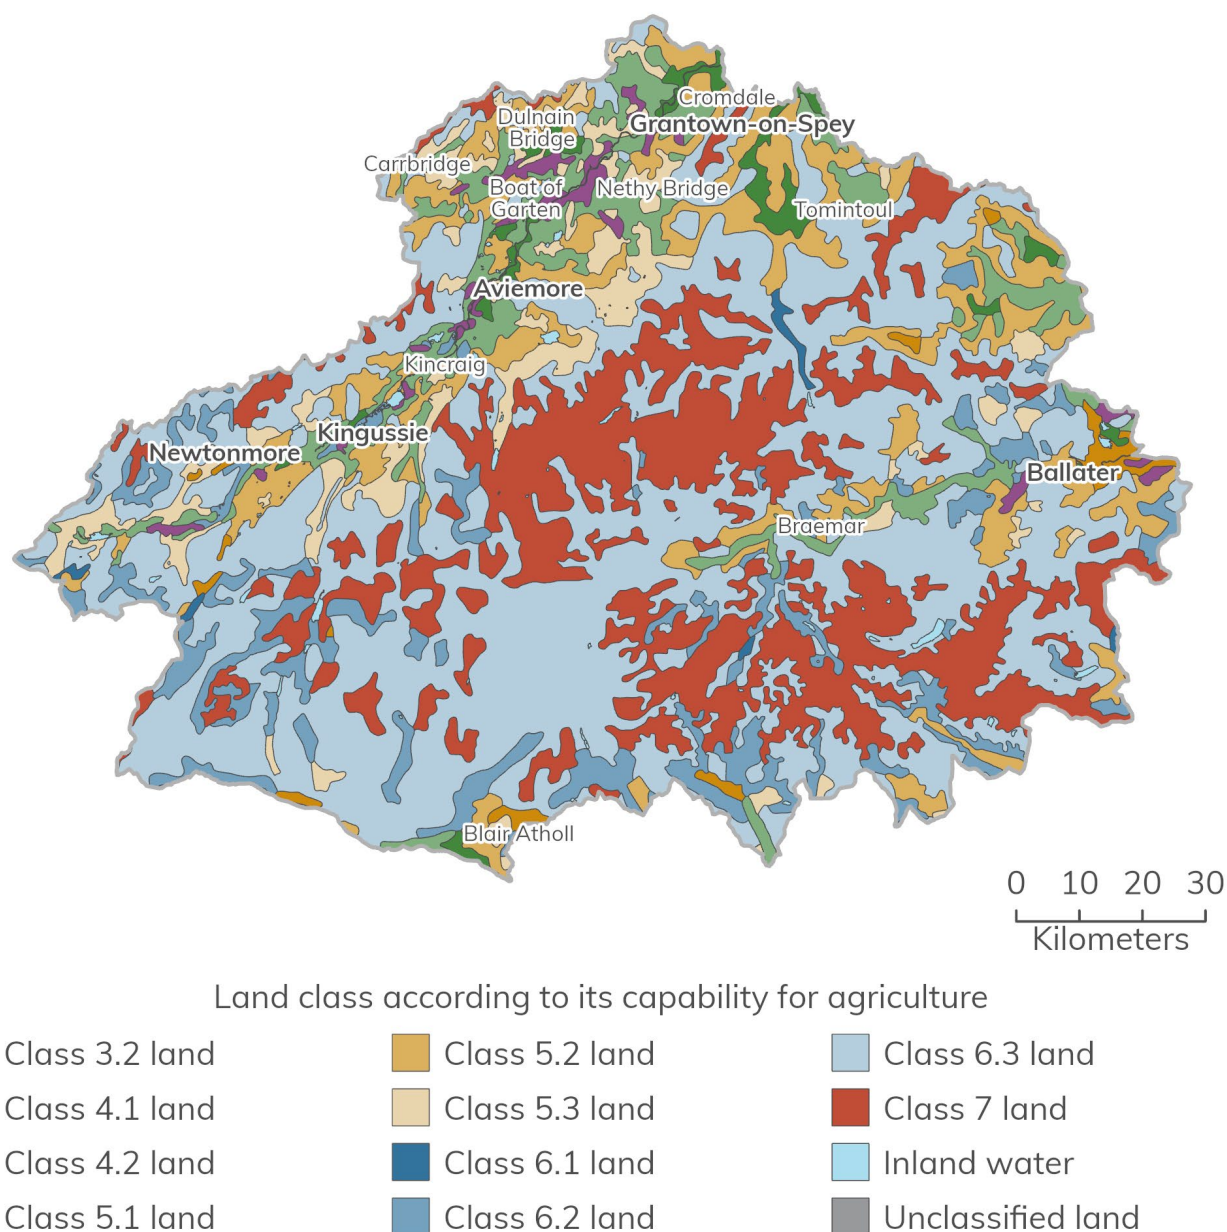 Cromdale
Dulnain
Bridge
Grantown-on-Spey
Carrbridge
Boat of
Garten
Nethy Bridge
Tomintoul
Aviemore
Kincraig
Kingussie
Newtonmore
Ballater
Braemar
Blair Atholl
0 10 20 30
Kilometers
Land class according to its capability for agriculture
Class 3.2 land
Class 5.2 land
Class 6.3 land
Class 4.1 land
Class 5.3 land
Class 7 land
Class 4.2 land
Class 6.1 land
Inland water
Class 5.1 land
Class 6.2 land
Unclassified land